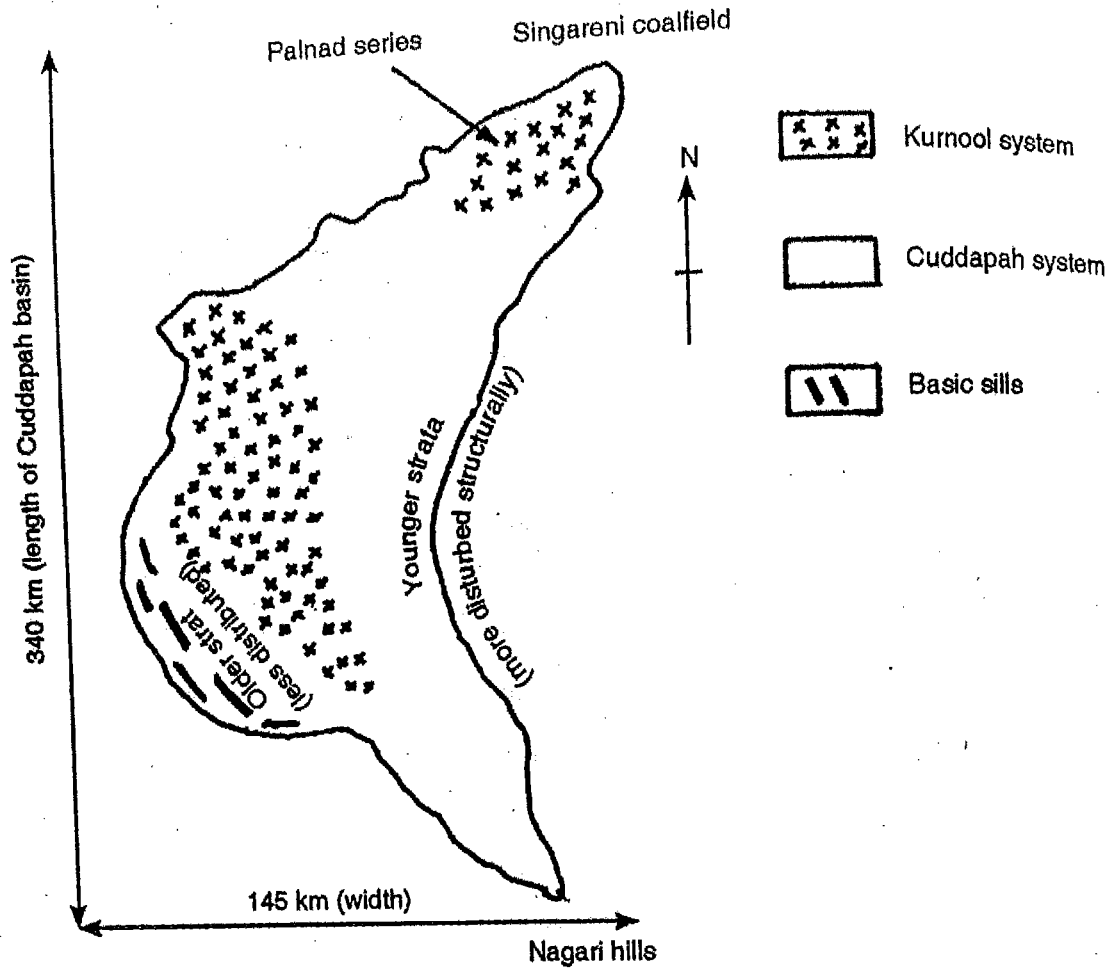 Singareni coalfield
Palnad series
N
Kurnool system
Cuddapah system
Basic sills
340 km (length of Cuddapah basin)
Younger strata
(more disturbed structurally)
Older strat
(less distributed)
145 km (width)
Nagari hills